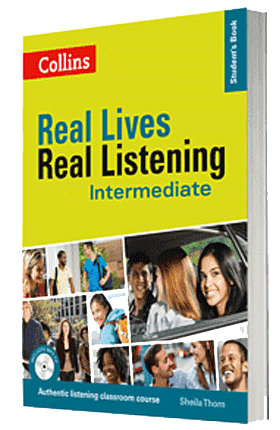 Collins
Student's Book
Real Lives
Real Listening
Intermediate
Authentic listening classroom course
Sheila Thorn